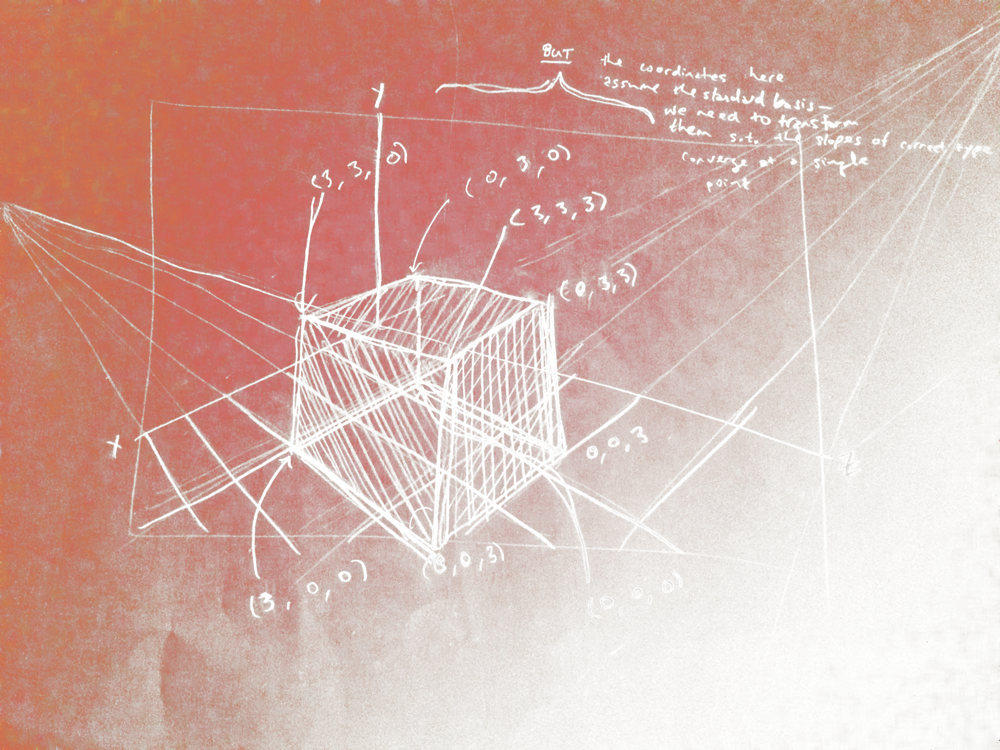 BUT
the coordinates here
assume the standard basis —
we need to transform
them s.t. the slopes of correct type
converge at a single
point
Y
(3, 3, 0)
(0, 3, 0)
(3, 3, 3)
(0, 3, 3)
X
z
0, 0, 3
(3, 0, 3)
(3, 0, 0)
(0, 0, 0)